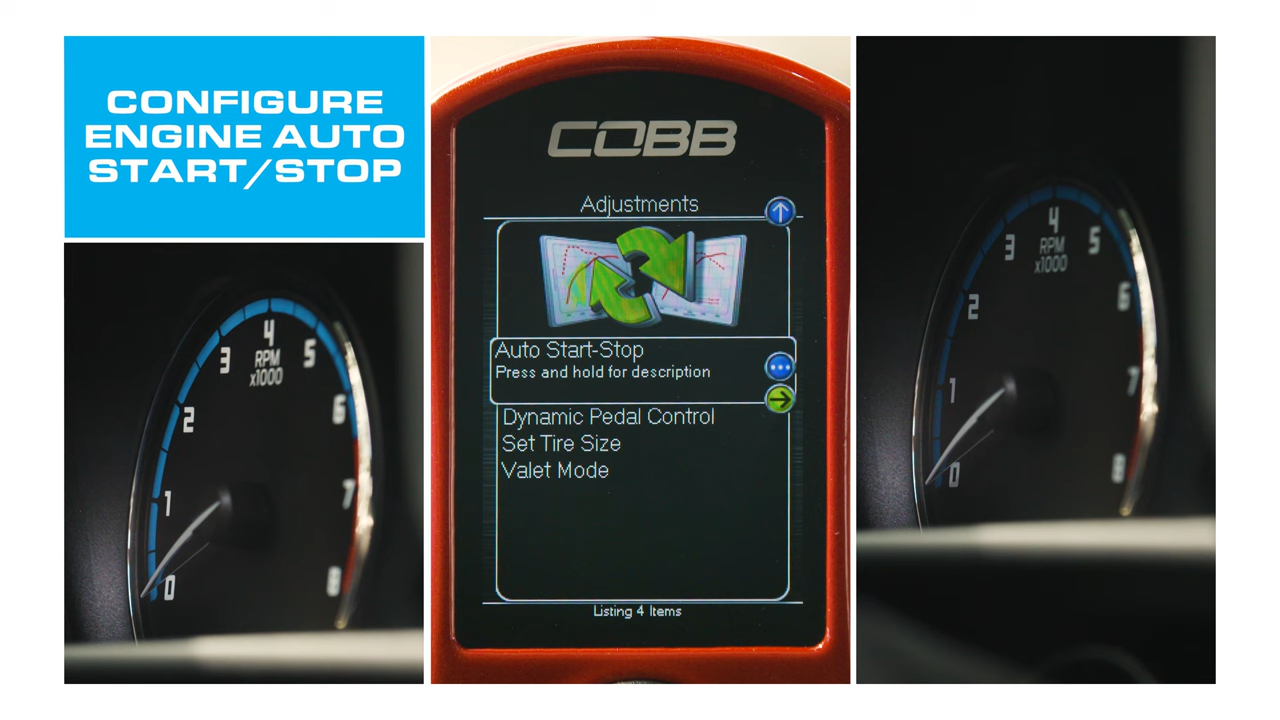 CONFIGURE
ENGINE AUTO
START/STOP
COBB
Adjustments
Auto Start-Stop
Press and hold for description
Dynamic Pedal Control
Set Tire Size
Valet Mode
Listing 4 Items
0
1
2
3
4
5
6
7
8
RPM
x1000
0
1
2
3
4
5
6
7
8
RPM
x1000